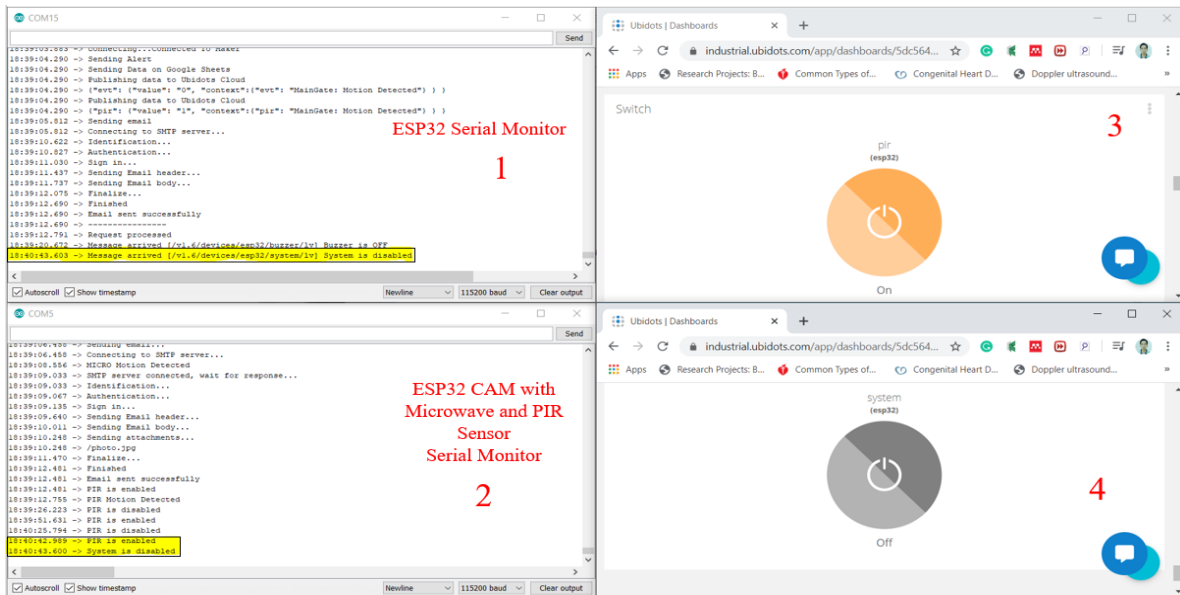 COM15
Send
18:39:03.883 -> Connecting...Connected to Maker
18:39:04.290 -> Sending Alert
18:39:04.290 -> Sending Data on Google Sheets
18:39:04.290 -> Publishing data to Ubidots Cloud
18:39:04.290 -> {"evt": {"value": "0", "context":{"evt": "MainGate: Motion Detected"} } }
18:39:04.290 -> Publishing data to Ubidots Cloud
18:39:04.290 -> {"pir": {"value": "1", "context":{"pir": "MainGate: Motion Detected"} } }
18:39:05.812 -> Sending email
18:39:05.812 -> Connecting to SMTP server...
18:39:10.622 -> Identification...
18:39:10.827 -> Authentication...
18:39:11.030 -> Sign in...
18:39:11.437 -> Sending Email header...
18:39:11.737 -> Sending Email body...
18:39:12.075 -> Finalize...
18:39:12.690 -> Finished
18:39:12.690 -> Email sent successfully
18:39:12.690 -> ----------------
18:39:12.791 -> Request processed
18:39:20.672 -> Message arrived [/v1.6/devices/esp32/buzzer/lv] Buzzer is OFF
18:40:43.603 -> Message arrived [/v1.6/devices/esp32/system/lv] System is disabled
ESP32 Serial Monitor
1
Autoscroll Show timestamp Newline 115200 baud Clear output
Ubidots | Dashboards
industrial.ubidots.com/app/dashboards/5dc564...
Apps Research Projects: B... Common Types of... Congenital Heart D... Doppler ultrasound... »
Switch
3
pir
(esp32)
On
COM5
Send
18:39:06.458 -> Sending email...
18:39:06.458 -> Connecting to SMTP server...
18:39:08.556 -> MICRO Motion Detected
18:39:09.033 -> SMTP server connected, wait for response...
18:39:09.033 -> Identification...
18:39:09.067 -> Authentication...
18:39:09.135 -> Sign in...
18:39:09.640 -> Sending Email header...
18:39:10.011 -> Sending Email body...
18:39:10.248 -> Sending attachments...
18:39:10.248 -> /photo.jpg
18:39:11.470 -> Finalize...
18:39:12.481 -> Finished
18:39:12.481 -> Email sent successfully
18:39:12.481 -> PIR is enabled
18:39:12.755 -> PIR Motion Detected
18:39:26.223 -> PIR is disabled
18:39:51.631 -> PIR is enabled
18:40:25.794 -> PIR is disabled
18:40:42.989 -> PIR is enabled
18:40:43.600 -> System is disabled
ESP32 CAM with
Microwave and PIR
Sensor
Serial Monitor
2
Autoscroll Show timestamp Newline 115200 baud Clear output
Ubidots | Dashboards
industrial.ubidots.com/app/dashboards/5dc564...
Apps Research Projects: B... Common Types of... Congenital Heart D... Doppler ultrasound... »
system
(esp32)
4
Off